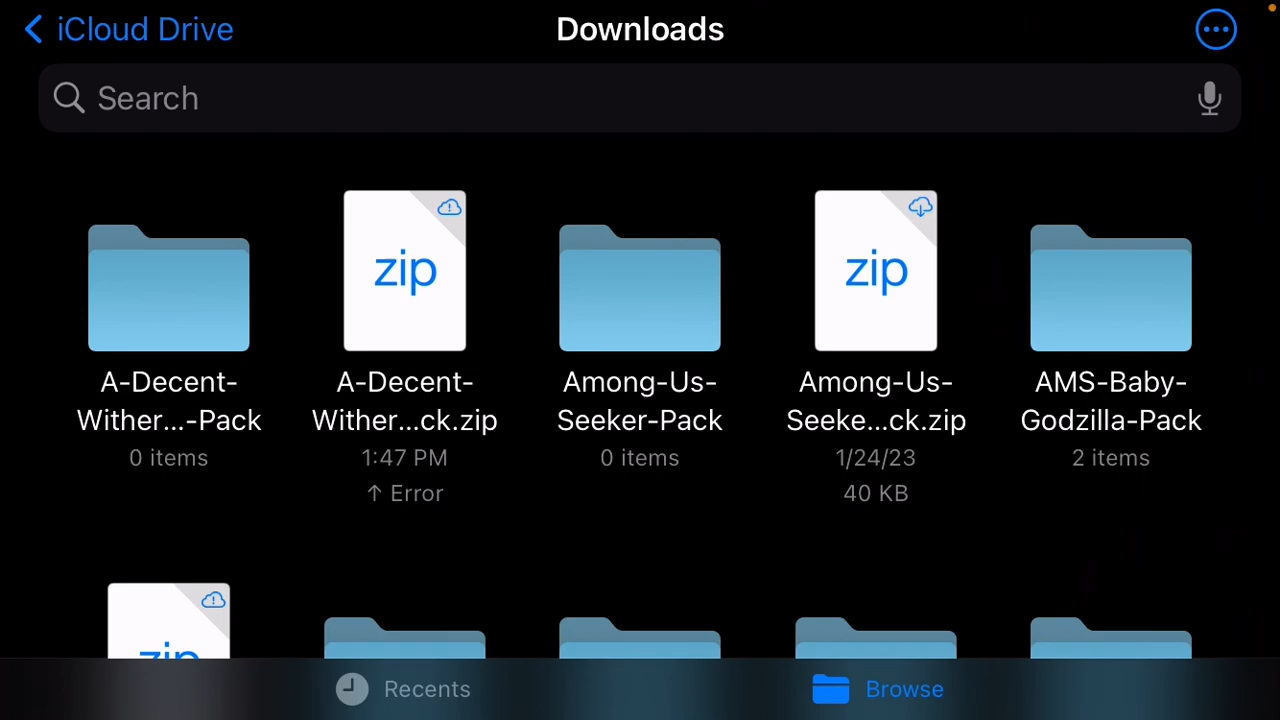 iCloud Drive
Downloads
Search
zip
zip
A-Decent-
Wither...-Pack
0 items
A-Decent-
Wither...ck.zip
1:47 PM
↑ Error
Among-Us-
Seeker-Pack
0 items
Among-Us-
Seeke...ck.zip
1/24/23
40 KB
AMS-Baby-
Godzilla-Pack
2 items
zip
Recents
Browse